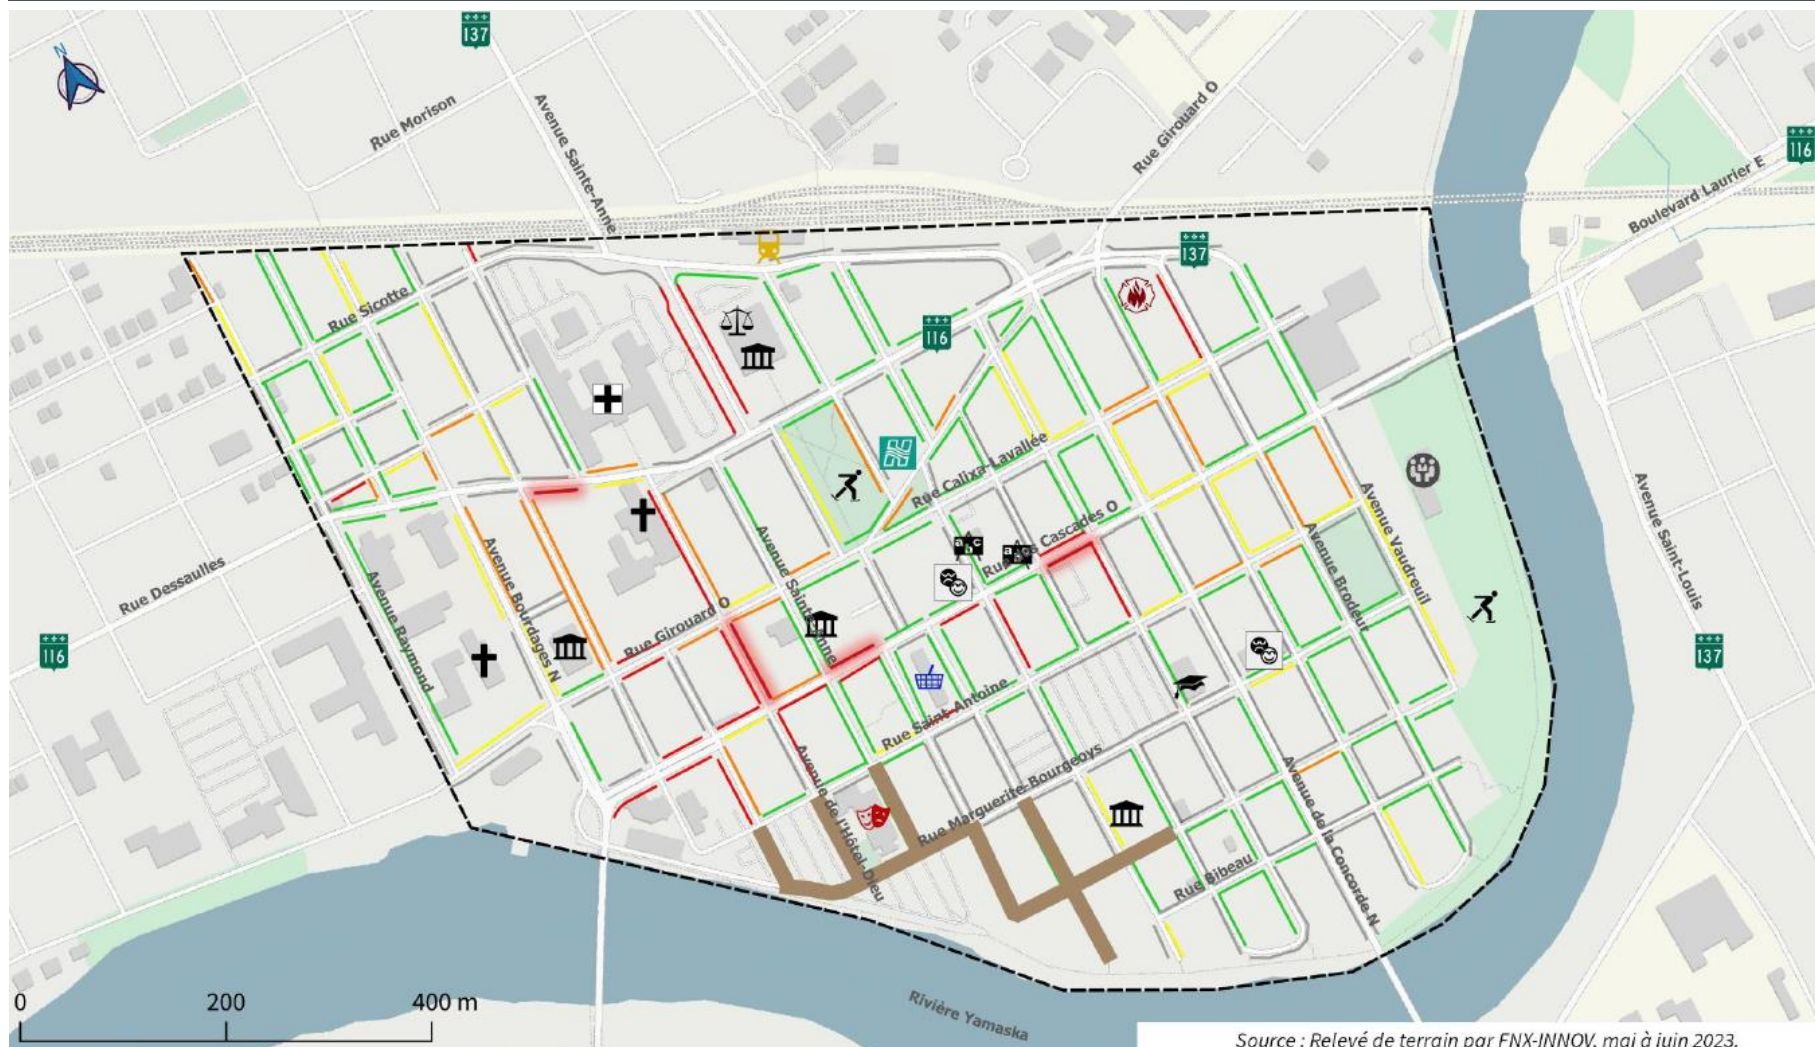 137
N
Rue Morison
Avenue Sainte-Anne
Rue Girouard O
116
Boulevard Laurier E
137
Rue Sicotte
116
Rue Calixa-Lavallée
Rue des Cascades O
Avenue Vaudreuil
Avenue Brodeur
Avenue Saint-Louis
Rue Dessaulles
Avenue Raymond
Avenue Bourdages N
Avenue Sainte-Anne
Rue Girouard O
116
137
Rue Saint-Antoine
Avenue de l'Hôtel-Dieu
Rue Marguerite-Bourgeoys
Avenue de la Concorde N
Rue Bibeau
0 200 400 m
Rivière Yamaska
Source : Relevé de terrain par FNX-INNOV, mai à juin 2023.